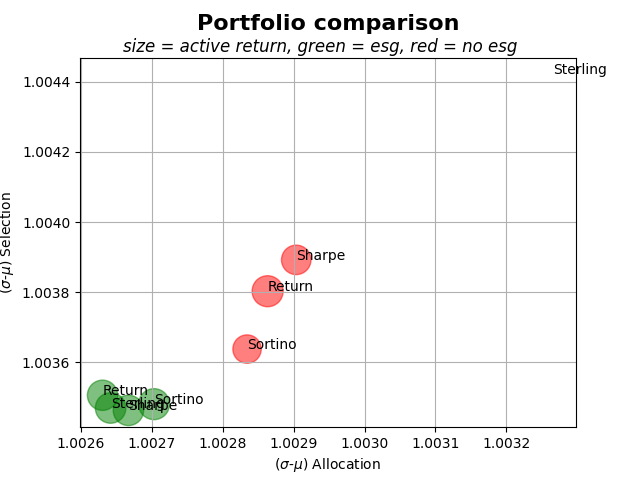 Portfolio comparison
size = active return, green = esg, red = no esg
Sterling
1.0044
1.0042
1.0040
1.0038
1.0036
(σ-μ) Selection
Sharpe
Return
Sortino
Return
Sterling
Sharpe
Sortino
1.0026 1.0027 1.0028 1.0029 1.0030 1.0031 1.0032
(σ-μ) Allocation